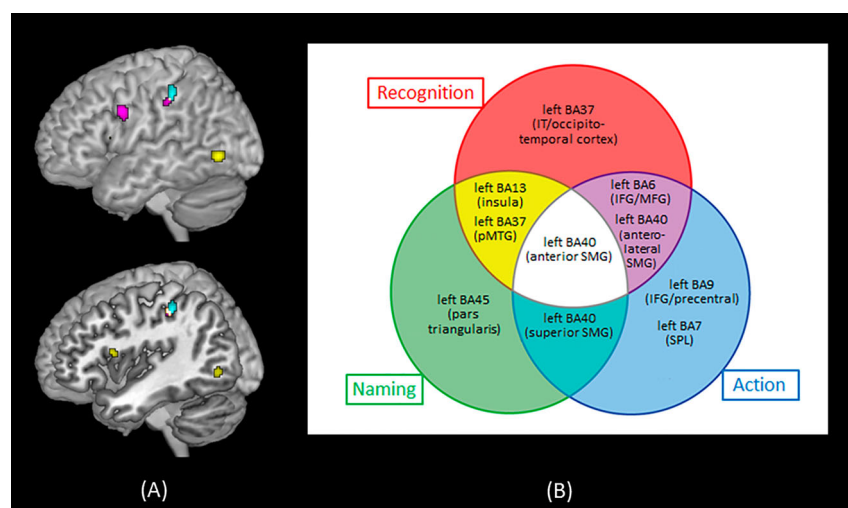 Recognition
left BA37
(IT/occipito-
temporal cortex)
left BA13
(insula)
left BA37
(pMTG)
left BA6
(IFG/MFG)
left BA40
(antero-
lateral
SMG)
left BA40
(anterior SMG)
left BA45
(pars
triangularis)
left BA40
(superior SMG)
left BA9
(IFG/precentral)
left BA7
(SPL)
Naming
Action
(A)
(B)